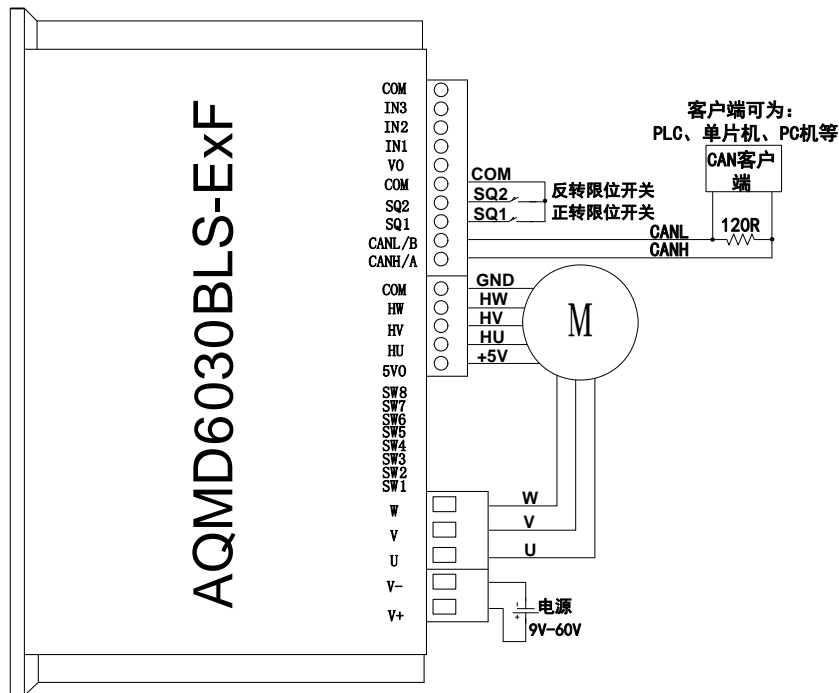 AQMD6030BLS-ExF
COM
IN3
IN2
IN1
VO
COM
SQ2
SQ1
CANL/B
CANH/A
COM
HW
HV
HU
5VO
SW8
SW7
SW6
SW5
SW4
SW3
SW2
SW1
W
V
U
V-
V+
COM
SQ2
反转限位开关
SQ1
正转限位开关
CANL
CANH
客户端可为：
PLC、单片机、PC机等
CAN客户
端
120R
GND
HW
HV
HU
+5V
M
W
V
U
电源
9V-60V